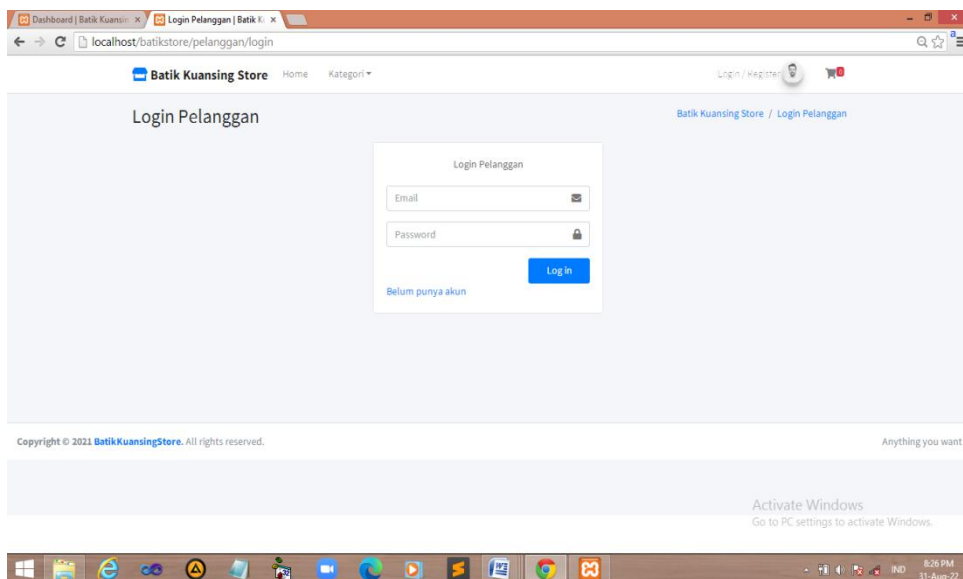 Dashboard | Batik Kuansin
Login Pelanggan | Batik Ku
localhost/batikstore/pelanggan/login
Batik Kuansing Store Home Kategori Login / Register 0
Login Pelanggan
Batik Kuansing Store / Login Pelanggan
Login Pelanggan
Email
Password
Log in
Belum punya akun
Copyright © 2021 BatikKuansingStore. All rights reserved.
Anything you want
Activate Windows
Go to PC settings to activate Windows.
IND
8:26 PM
31-Aug-22